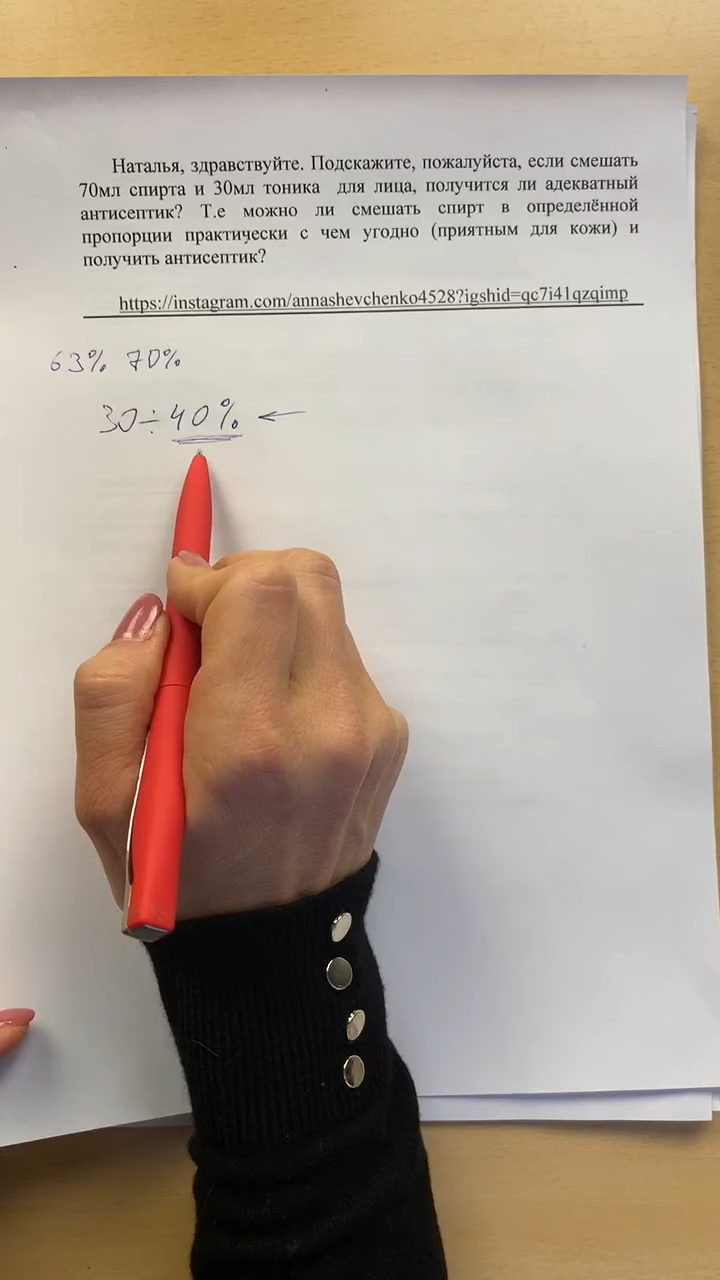 Наталья, здравствуйте. Подскажите, пожалуйста, если смешать
70мл спирта и 30мл тоника для лица, получится ли адекватный
антисептик? Т.е можно ли смешать спирт в определённой
пропорции практически с чем угодно (приятным для кожи) и
получить антисептик?
https://instagram.com/annashevchenko4528?igshid=qc7i41qzqimp
63% 70%
30÷40% ←